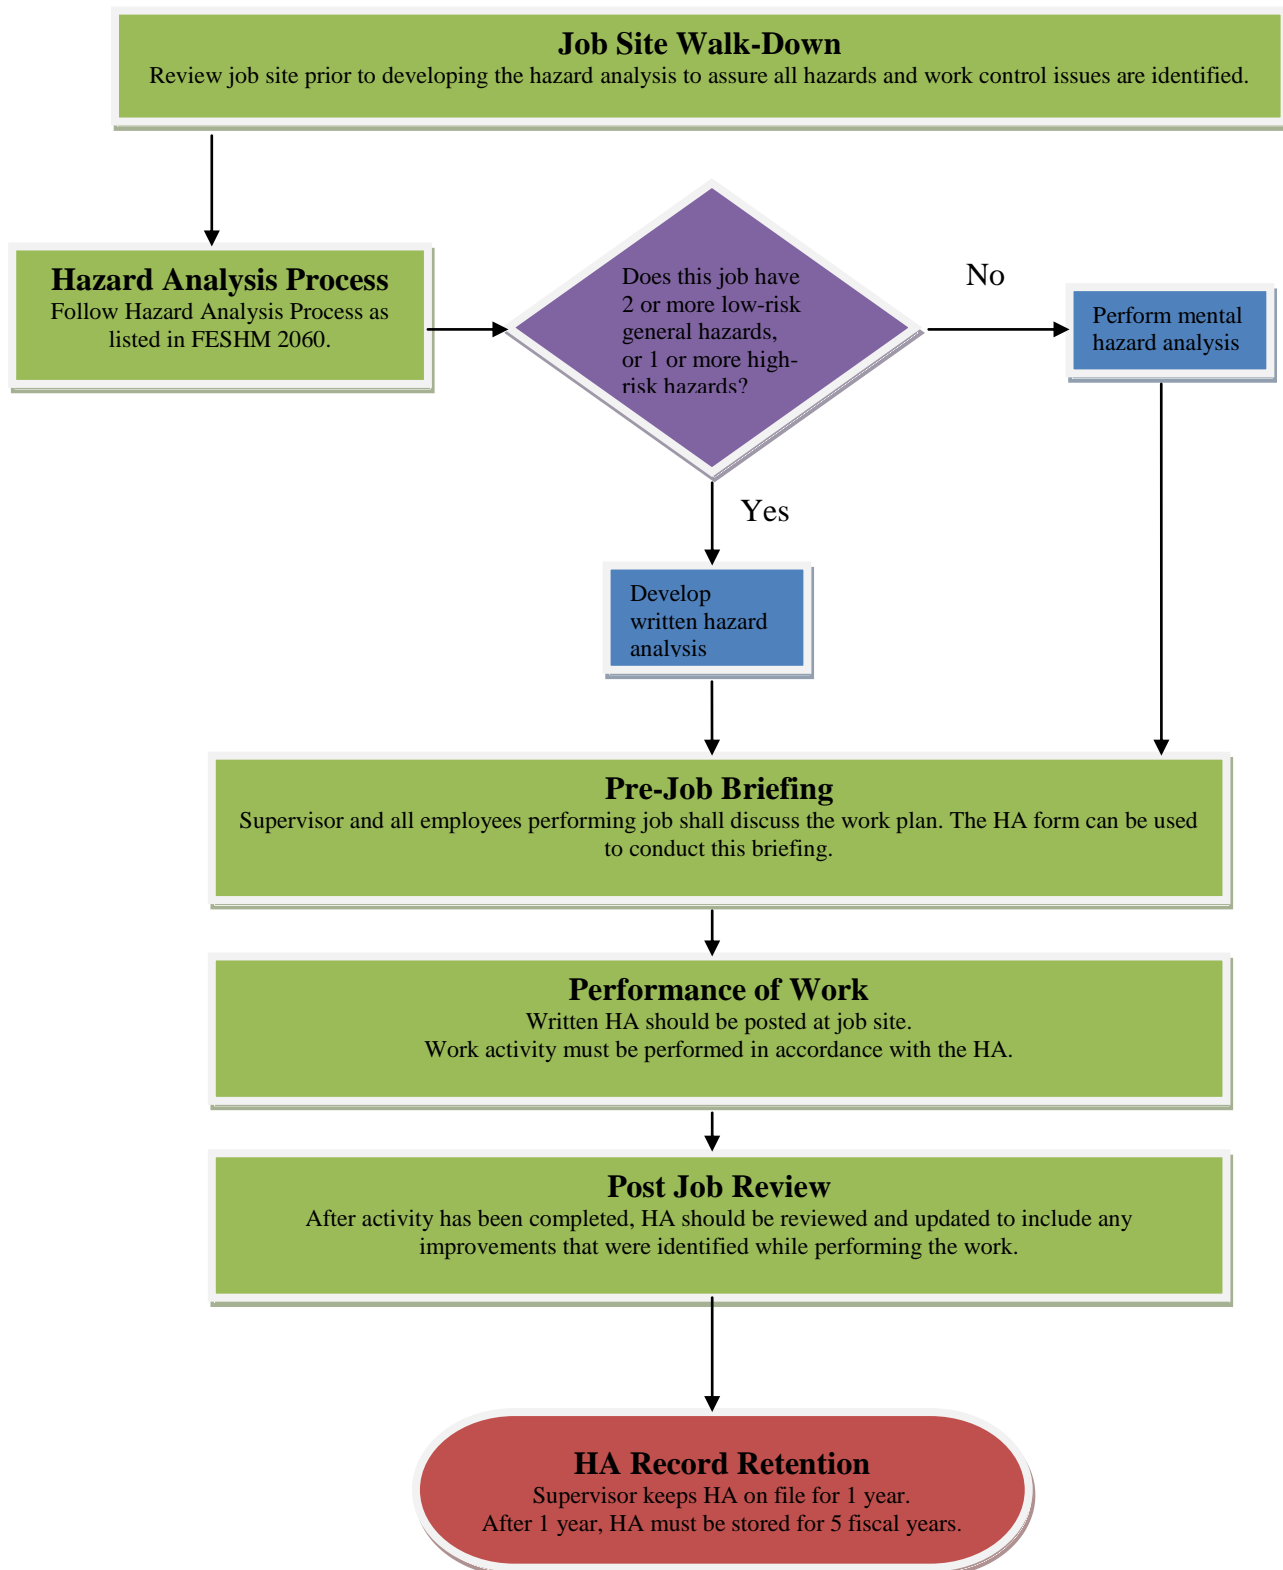 Job Site Walk-Down
Review job site prior to developing the hazard analysis to assure all hazards and work control issues are identified.
Hazard Analysis Process
Follow Hazard Analysis Process as
listed in FESHM 2060.
Does this job have
2 or more low-risk
general hazards,
or 1 or more high-
risk hazards?
No
Perform mental
hazard analysis
Yes
Develop
written hazard
analysis
Pre-Job Briefing
Supervisor and all employees performing job shall discuss the work plan. The HA form can be used
to conduct this briefing.
Performance of Work
Written HA should be posted at job site.
Work activity must be performed in accordance with the HA.
Post Job Review
After activity has been completed, HA should be reviewed and updated to include any
improvements that were identified while performing the work.
HA Record Retention
Supervisor keeps HA on file for 1 year.
After 1 year, HA must be stored for 5 fiscal years.